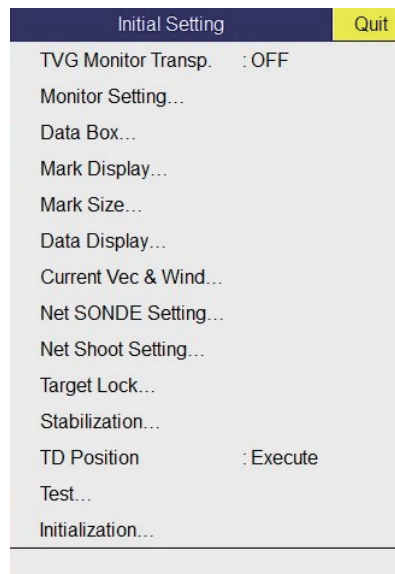 Initial Setting Quit
TVG Monitor Transp. : OFF
Monitor Setting...
Data Box...
Mark Display...
Mark Size...
Data Display...
Current Vec & Wind...
Net SONDE Setting...
Net Shoot Setting...
Target Lock...
Stabilization...
TD Position : Execute
Test...
Initialization...